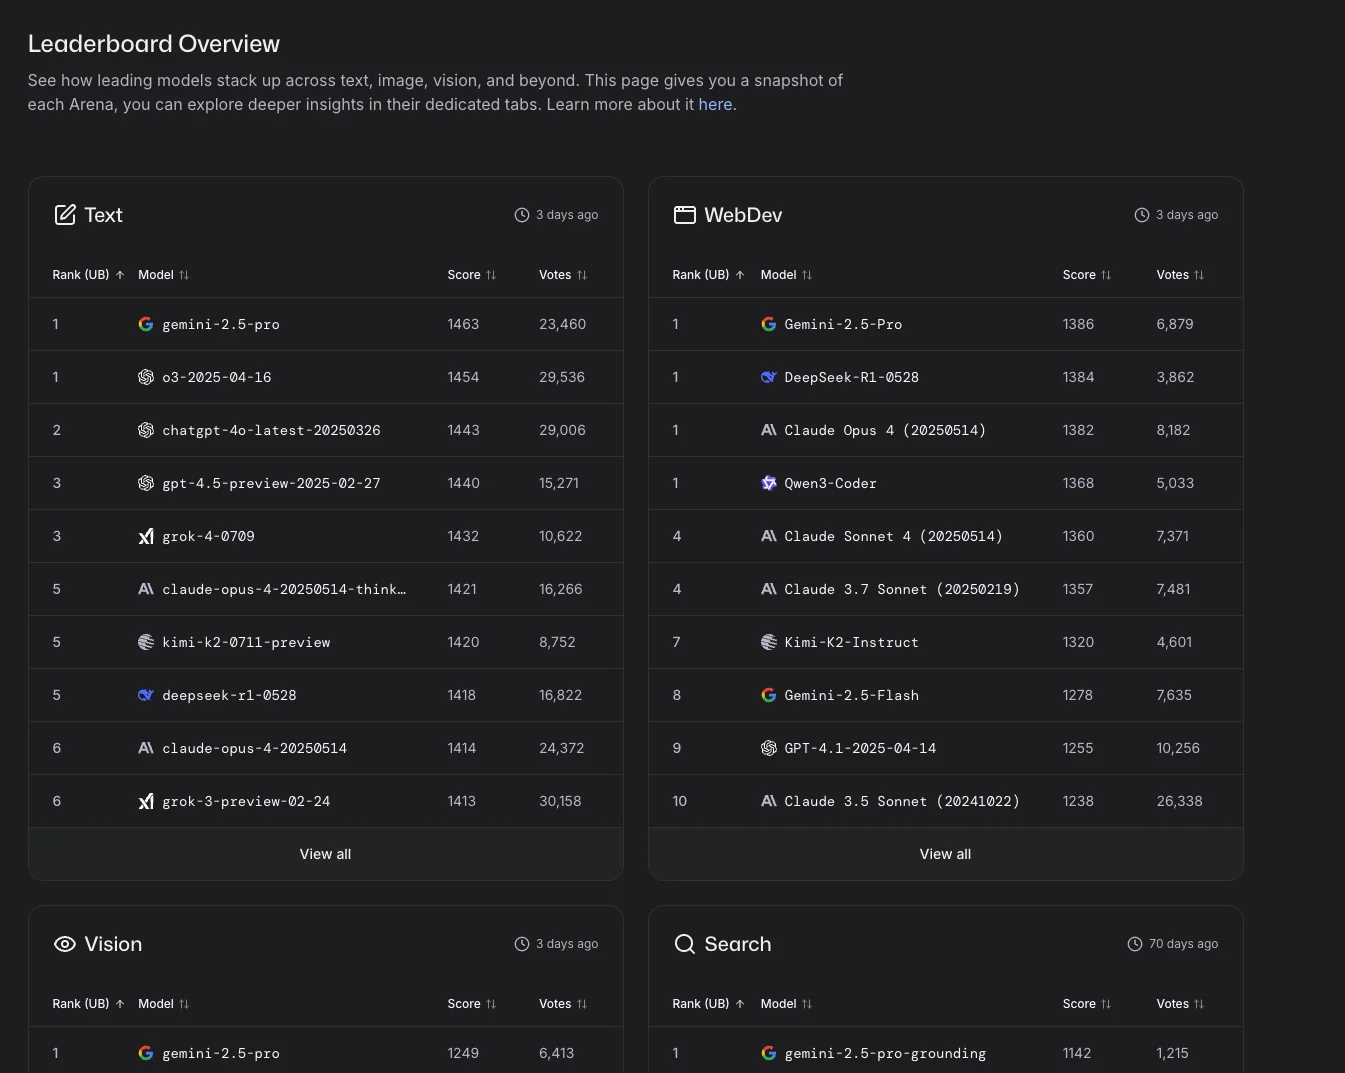 Leaderboard Overview
See how leading models stack up across text, image, vision, and beyond. This page gives you a snapshot of
each Arena, you can explore deeper insights in their dedicated tabs. Learn more about it here.
Text 3 days ago
Rank (UB) ↑ Model ↑↓ Score ↑↓ Votes ↑↓
1 gemini-2.5-pro 1463 23,460
1 o3-2025-04-16 1454 29,536
2 chatgpt-4o-latest-20250326 1443 29,006
3 gpt-4.5-preview-2025-02-27 1440 15,271
3 grok-4-0709 1432 10,622
5 claude-opus-4-20250514-think… 1421 16,266
5 kimi-k2-0711-preview 1420 8,752
5 deepseek-r1-0528 1418 16,822
6 claude-opus-4-20250514 1414 24,372
6 grok-3-preview-02-24 1413 30,158
View all
WebDev 3 days ago
Rank (UB) ↑ Model ↑↓ Score ↑↓ Votes ↑↓
1 Gemini-2.5-Pro 1386 6,879
1 DeepSeek-R1-0528 1384 3,862
1 Claude Opus 4 (20250514) 1382 8,182
1 Qwen3-Coder 1368 5,033
4 Claude Sonnet 4 (20250514) 1360 7,371
4 Claude 3.7 Sonnet (20250219) 1357 7,481
7 Kimi-K2-Instruct 1320 4,601
8 Gemini-2.5-Flash 1278 7,635
9 GPT-4.1-2025-04-14 1255 10,256
10 Claude 3.5 Sonnet (20241022) 1238 26,338
View all
Vision 3 days ago
Rank (UB) ↑ Model ↑↓ Score ↑↓ Votes ↑↓
1 gemini-2.5-pro 1249 6,413
Search 70 days ago
Rank (UB) ↑ Model ↑↓ Score ↑↓ Votes ↑↓
1 gemini-2.5-pro-grounding 1142 1,215